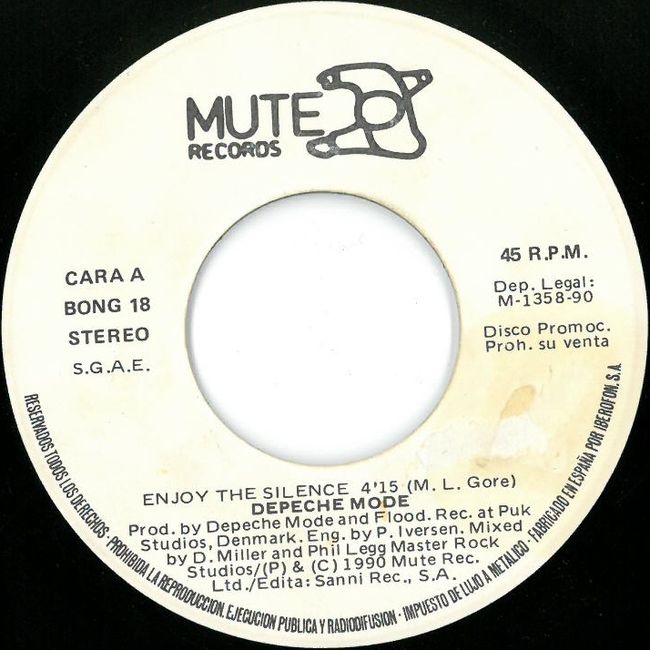 MUTE
RECORDS
CARA A
BONG 18
STEREO
S.G.A.E.
45 R.P.M.
Dep. Legal:
M-1358-90
Disco Promoc.
Proh. su venta
ENJOY THE SILENCE 4'15 (M. L. Gore)
DEPECHE MODE
Prod. by Depeche Mode and Flood. Rec. at Puk
Studios, Denmark. Eng. by P. Iversen. Mixed
by D. Miller and Phil Legg Master Rock
Studios/(P) & (C) 1990 Mute Rec.
Ltd./Edita: Sanni Rec., S.A.
RESERVADOS TODOS LOS DERECHOS · PROHIBIDA LA REPRODUCCION. EJECUCION PUBLICA Y RADIODIFUSION · IMPUESTO DE LUJO A METALICO · FABRICADO EN ESPAÑA POR IBEROFON, S.A.